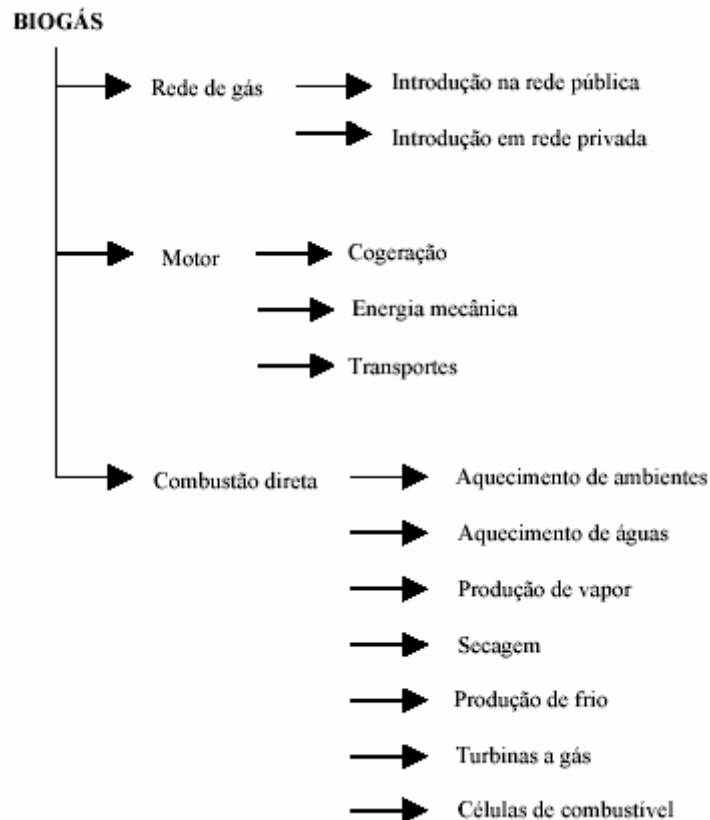 BIOGÁS
Rede de gás
Introdução na rede pública
Introdução em rede privada
Motor
Cogeração
Energia mecânica
Transportes
Combustão direta
Aquecimento de ambientes
Aquecimento de águas
Produção de vapor
Secagem
Produção de frio
Turbinas a gás
Células de combustível